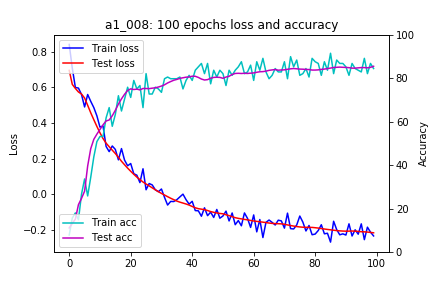 a1_008: 100 epochs loss and accuracy
Train loss
Test loss
Train acc
Test acc
Loss
Accuracy
0.8
0.6
0.4
0.2
0.0
−0.2
100
80
60
40
20
0
0
20
40
60
80
100